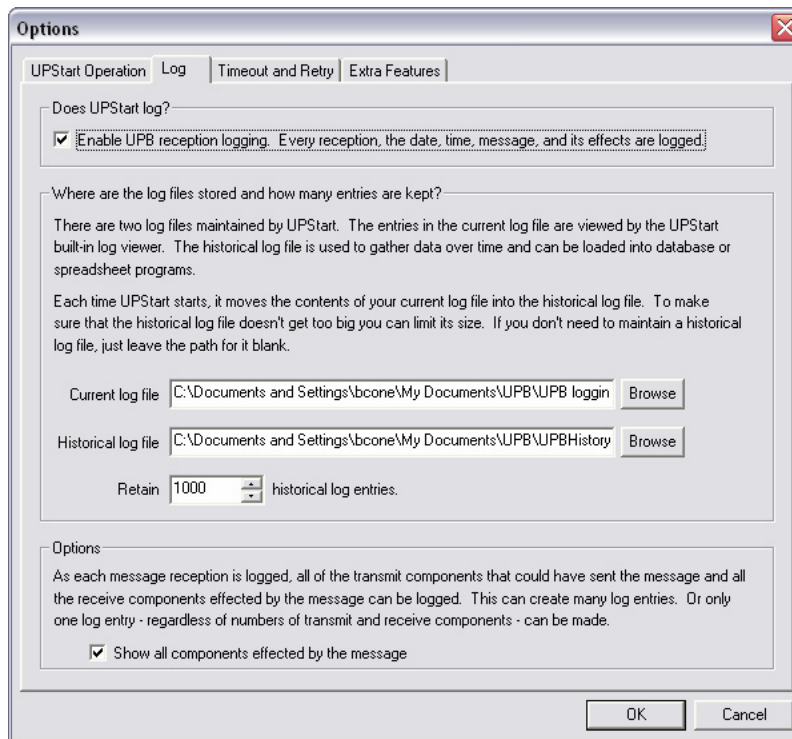 Options
UPStart Operation
Log
Timeout and Retry
Extra Features
Does UPStart log?
Enable UPB reception logging. Every reception, the date, time, message, and its effects are logged.
Where are the log files stored and how many entries are kept?
There are two log files maintained by UPStart. The entries in the current log file are viewed by the UPStart
built-in log viewer. The historical log file is used to gather data over time and can be loaded into database or
spreadsheet programs.
Each time UPStart starts, it moves the contents of your current log file into the historical log file. To make
sure that the historical log file doesn't get too big you can limit its size. If you don't need to maintain a historical
log file, just leave the path for it blank.
Current log file C:\Documents and Settings\bcone\My Documents\UPB\UPB loggin Browse
Historical log file C:\Documents and Settings\bcone\My Documents\UPB\UPBHistory Browse
Retain 1000 historical log entries.
Options
As each message reception is logged, all of the transmit components that could have sent the message and all
the receive components effected by the message can be logged. This can create many log entries. Or only
one log entry - regardless of numbers of transmit and receive components - can be made.
Show all components effected by the message
OK Cancel